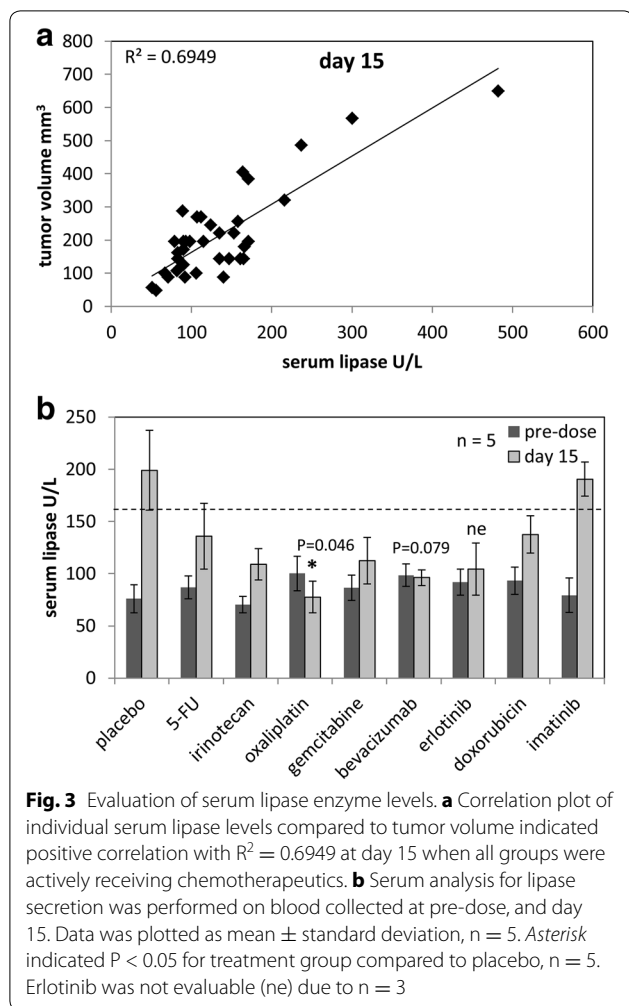 a
R² = 0.6949
day 15
800
700
600
500
400
300
200
100
0
tumor volume mm³
0 100 200 300 400 500 600
serum lipase U/L
b
250
200
150
100
50
0
serum lipase U/L
n = 5
pre-dose
day 15
P=0.046
*
P=0.079
ne
placebo
5-FU
irinotecan
oxaliplatin
gemcitabine
bevacizumab
erlotinib
doxorubicin
imatinib
Fig. 3 Evaluation of serum lipase enzyme levels. a Correlation plot of
individual serum lipase levels compared to tumor volume indicated
positive correlation with R² = 0.6949 at day 15 when all groups were
actively receiving chemotherapeutics. b Serum analysis for lipase
secretion was performed on blood collected at pre-dose, and day
15. Data was plotted as mean ± standard deviation, n = 5. Asterisk
indicated P < 0.05 for treatment group compared to placebo, n = 5.
Erlotinib was not evaluable (ne) due to n = 3